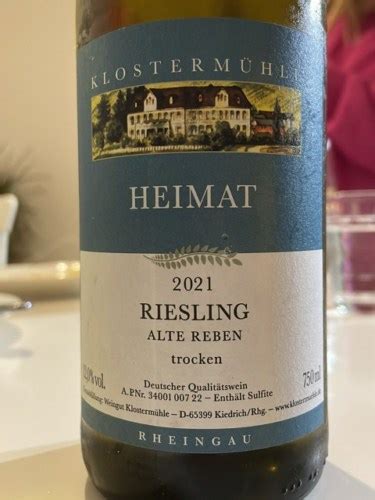 KLOSTERMÜHL
HEIMAT
2021
RIESLING
ALTE REBEN
trocken
Deutscher Qualitätswein
A.P.Nr. 34001 007 22 – Enthält Sulfite
750 ml
Weingut Klostermühle – D-65399 Kiedrich/Rhg. – www.klostermuehle.de
RHEINGAU